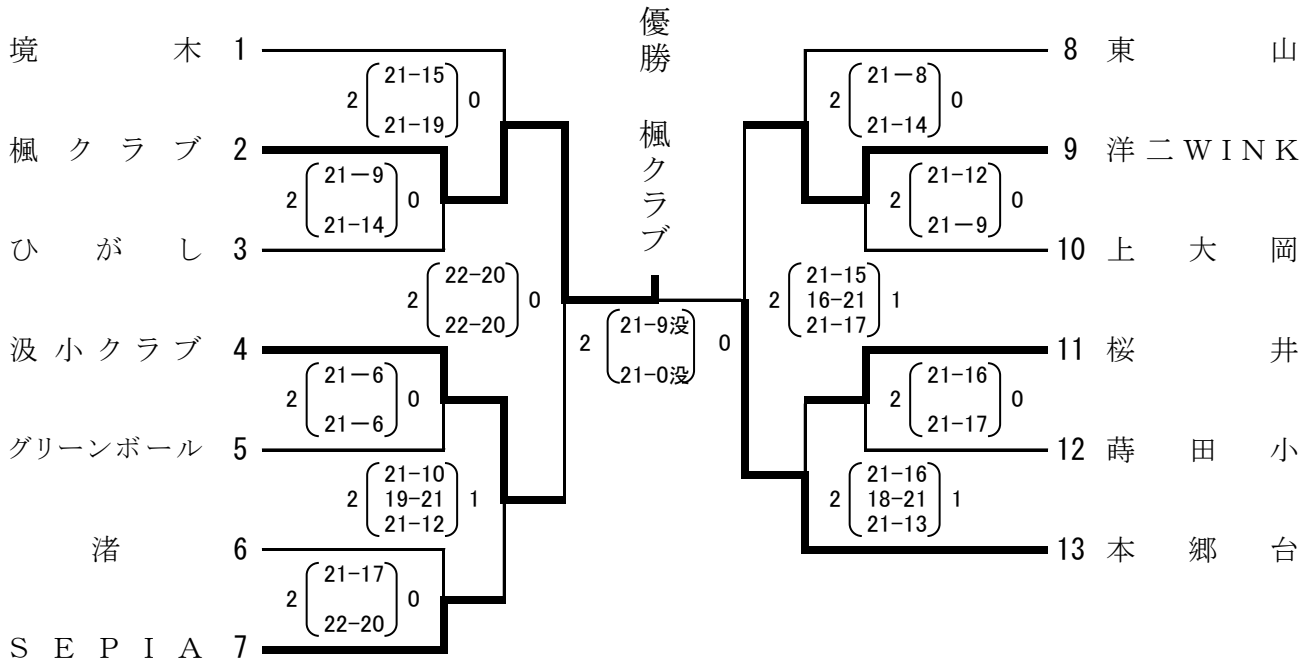 優勝 楓クラブ
境木 1
2 21-15 0
21-19
楓クラブ 2
2 21-9 0
21-14
ひがし 3
2 22-20 0
22-20
汲小クラブ 4
2 21-6 0
21-6
グリーンボール 5
2 21-10 1
19-21
21-12
渚 6
2 21-17 0
22-20
SEPIA 7
2 21-9没 0
21-0没
8 東山
2 21-8 0
21-14
9 洋二WINK
2 21-12 0
21-9
10 上大岡
2 21-15 1
16-21
21-17
11 桜井
2 21-16 0
21-17
12 蒔田小
2 21-16 1
18-21
21-13
13 本郷台